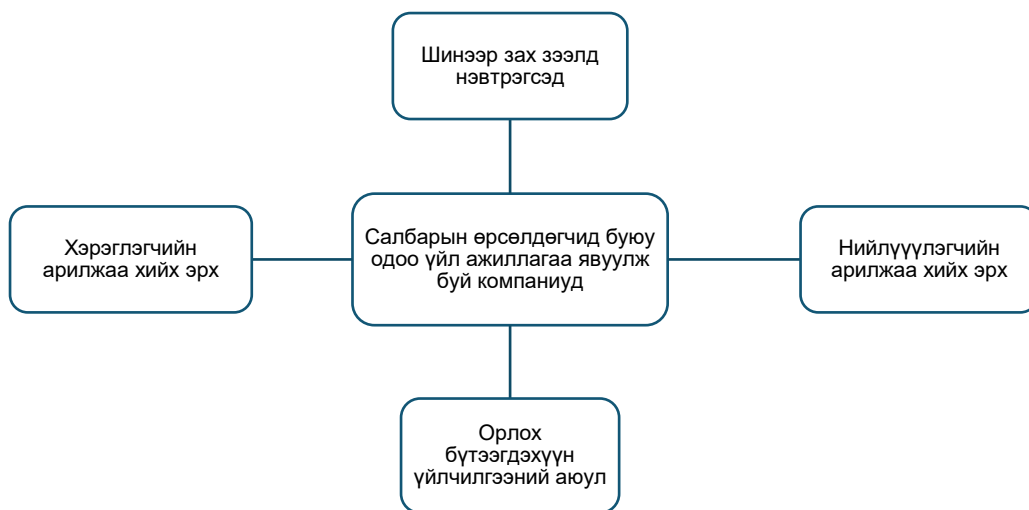 Шинээр зах зээлд
нэвтрэгсэд
Хэрэглэгчийн
арилжаа хийх эрх
Салбарын өрсөлдөгчид буюу
одоо үйл ажиллагаа явуулж
буй компаниуд
Нийлүүүлэгчийн
арилжаа хийх эрх
Орлох
бүтээгдэхүүн
үйлчилгээний аюул